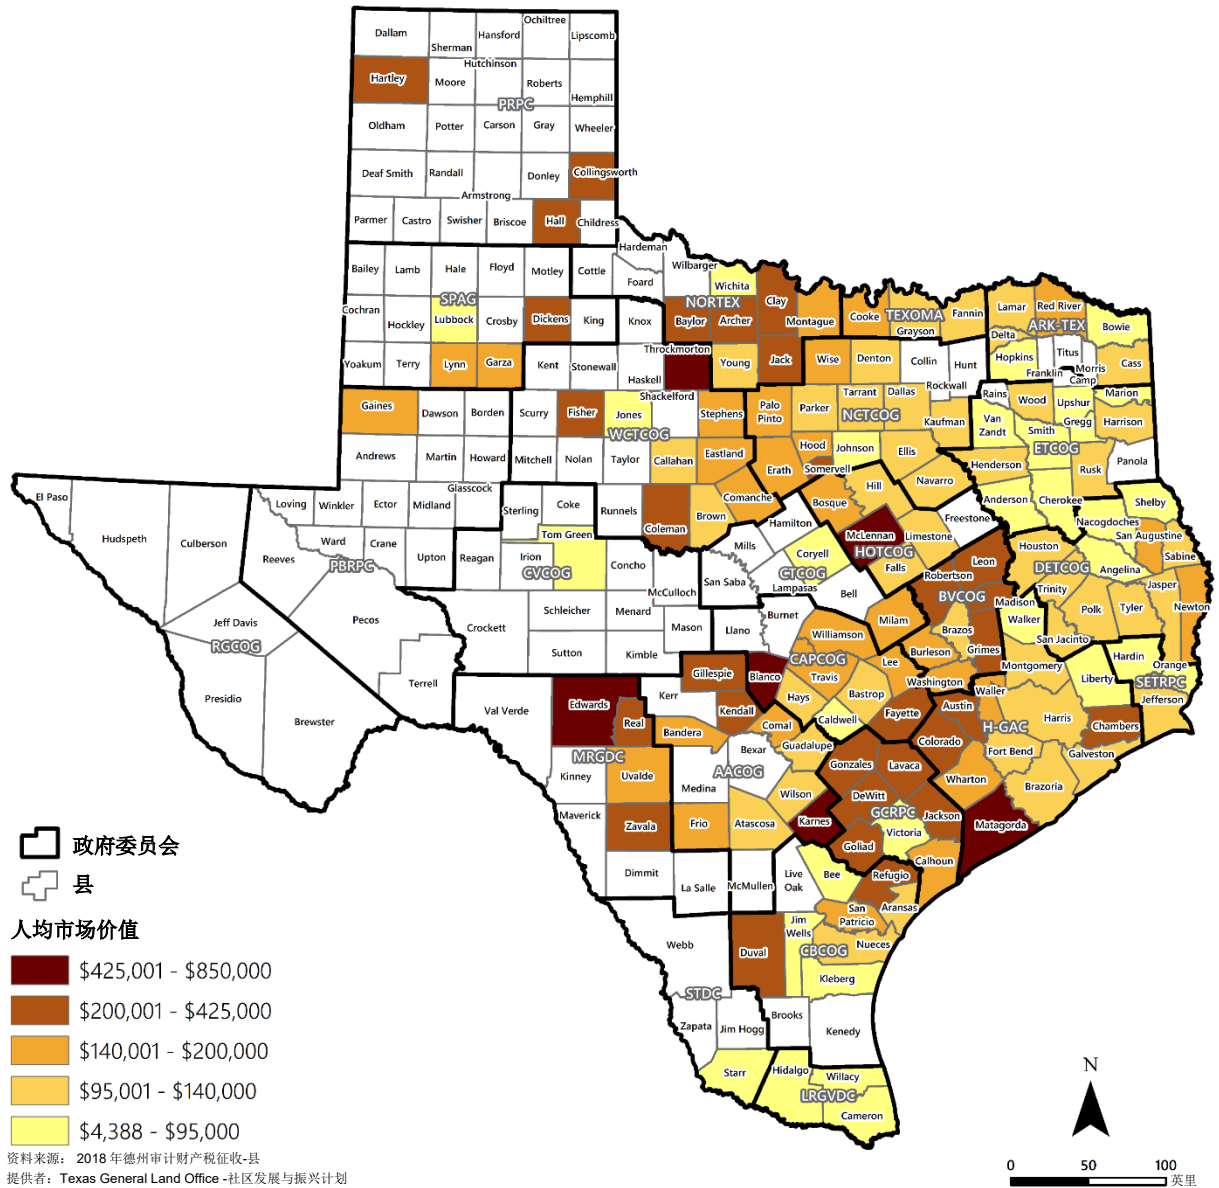 Dallam
Sherman
Hansford
Ochiltree
Lipscomb
Hartley
Moore
Hutchinson
Roberts
Hemphill
PRPC
Oldham
Potter
Carson
Gray
Wheeler
Deaf Smith
Randall
Armstrong
Donley
Collingsworth
Parmer
Castro
Swisher
Briscoe
Hall
Childress
Bailey
Lamb
Hale
Floyd
Motley
Cottle
Hardeman
Foard
Wilbarger
Wichita
SPAG
NORTEX
Cochran
Hockley
Lubbock
Crosby
Dickens
King
Knox
Baylor
Archer
Clay
Montague
Cooke
TEXOMA
Grayson
Fannin
Lamar
Red River
ARK-TEX
Bowie
Delta
Yoakum
Terry
Lynn
Garza
Kent
Stonewall
Haskell
Throckmorton
Young
Jack
Wise
Denton
Collin
Hunt
Rockwall
Hopkins
Titus
Franklin
Morris
Camp
Cass
Gaines
Dawson
Borden
Scurry
Fisher
Jones
Shackelford
Stephens
Palo
Pinto
Parker
Tarrant
Dallas
NCTCOG
Kaufman
Rains
Wood
Upshur
Marion
Van
Zandt
Smith
Gregg
Harrison
WCTCOG
ETCOG
Andrews
Martin
Howard
Mitchell
Nolan
Taylor
Callahan
Eastland
Erath
Hood
Somervell
Johnson
Ellis
Navarro
Henderson
Rusk
Panola
El Paso
Hudspeth
Culberson
Loving
Winkler
Ector
Midland
Glasscock
Sterling
Coke
Runnels
Coleman
Brown
Comanche
Bosque
Hill
Freestone
Anderson
Cherokee
Shelby
Nacogdoches
Hamilton
McLennan
Limestone
HOTCOG
Reeves
Ward
Crane
Upton
Reagan
Irion
Tom Green
Concho
PBRPC
CVCOG
Mills
Coryell
CTCOG
Lampasas
Falls
Leon
Houston
DETCOG
Angelina
San Augustine
Sabine
McCulloch
San Saba
Bell
Robertson
BVCOG
Madison
Trinity
Walker
Polk
Tyler
Jasper
Newton
Jeff Davis
RGCOG
Pecos
Crockett
Schleicher
Menard
Mason
Llano
Burnet
Williamson
Milam
Brazos
Grimes
San Jacinto
Presidio
Brewster
Terrell
Sutton
Kimble
Gillespie
Blanco
CAPCOG
Travis
Lee
Burleson
Washington
Montgomery
Hardin
Orange
Liberty
SETRPC
Jefferson
Val Verde
Edwards
Real
Kerr
Kendall
Hays
Bastrop
Fayette
Austin
Waller
H-GAC
Harris
Chambers
Bandera
Comal
Caldwell
Guadalupe
Colorado
Fort Bend
Galveston
MRGDC
Kinney
Uvalde
Medina
Bexar
AACOG
Wilson
Gonzales
Lavaca
Wharton
Brazoria
Maverick
Zavala
Frio
Atascosa
Karnes
DeWitt
GCRPC
Victoria
Jackson
Matagorda
Goliad
Calhoun
Dimmit
La Salle
McMullen
Live
Oak
Bee
Refugio
Aransas
San
Patricio
Webb
Duval
Jim
Wells
CBCOG
Nueces
Kleberg
STDC
Zapata
Jim Hogg
Brooks
Kenedy
Starr
Hidalgo
Willacy
LRGVDC
Cameron
政府委员会
县
人均市场价值
$425,001 - $850,000
$200,001 - $425,000
$140,001 - $200,000
$95,001 - $140,000
$4,388 - $95,000
资料来源： 2018 年德州审计财产税征收-县
提供者：Texas General Land Office -社区发展与振兴计划
N
0 50 100
英里